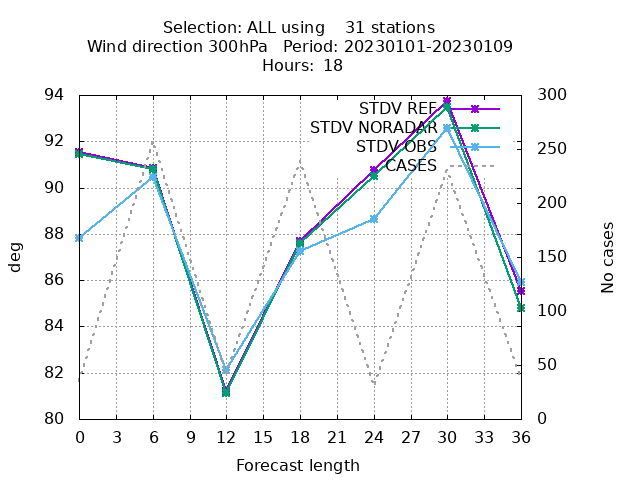 Selection: ALL using    31 stations
Wind direction 300hPa   Period: 20230101-20230109
Hours: 18
94
92
90
88
86
84
82
80
deg
300
250
200
150
100
50
0
No cases
STDV REF
STDV NORADAR
STDV OBS
CASES
0 3 6 9 12 15 18 21 24 27 30 33 36
Forecast length